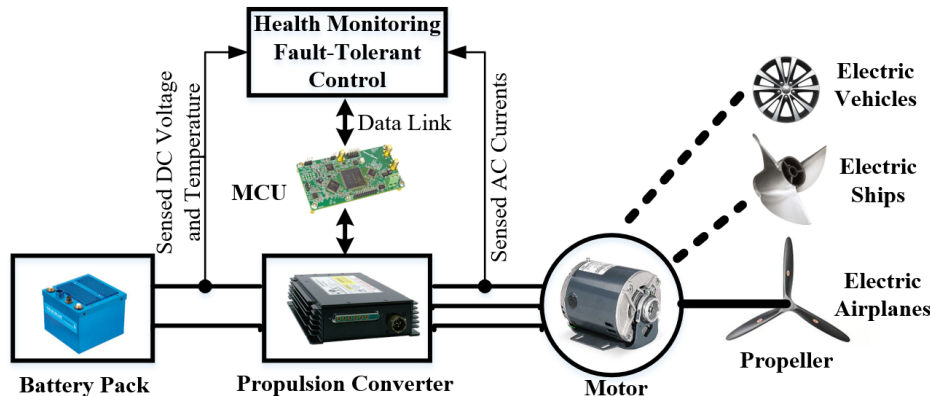 Health Monitoring
Fault-Tolerant
Control
Data Link
MCU
Sensed DC Voltage
and Temperature
Sensed AC Currents
Electric
Vehicles
Electric
Ships
Electric
Airplanes
Battery Pack
Propulsion Converter
Motor
Propeller